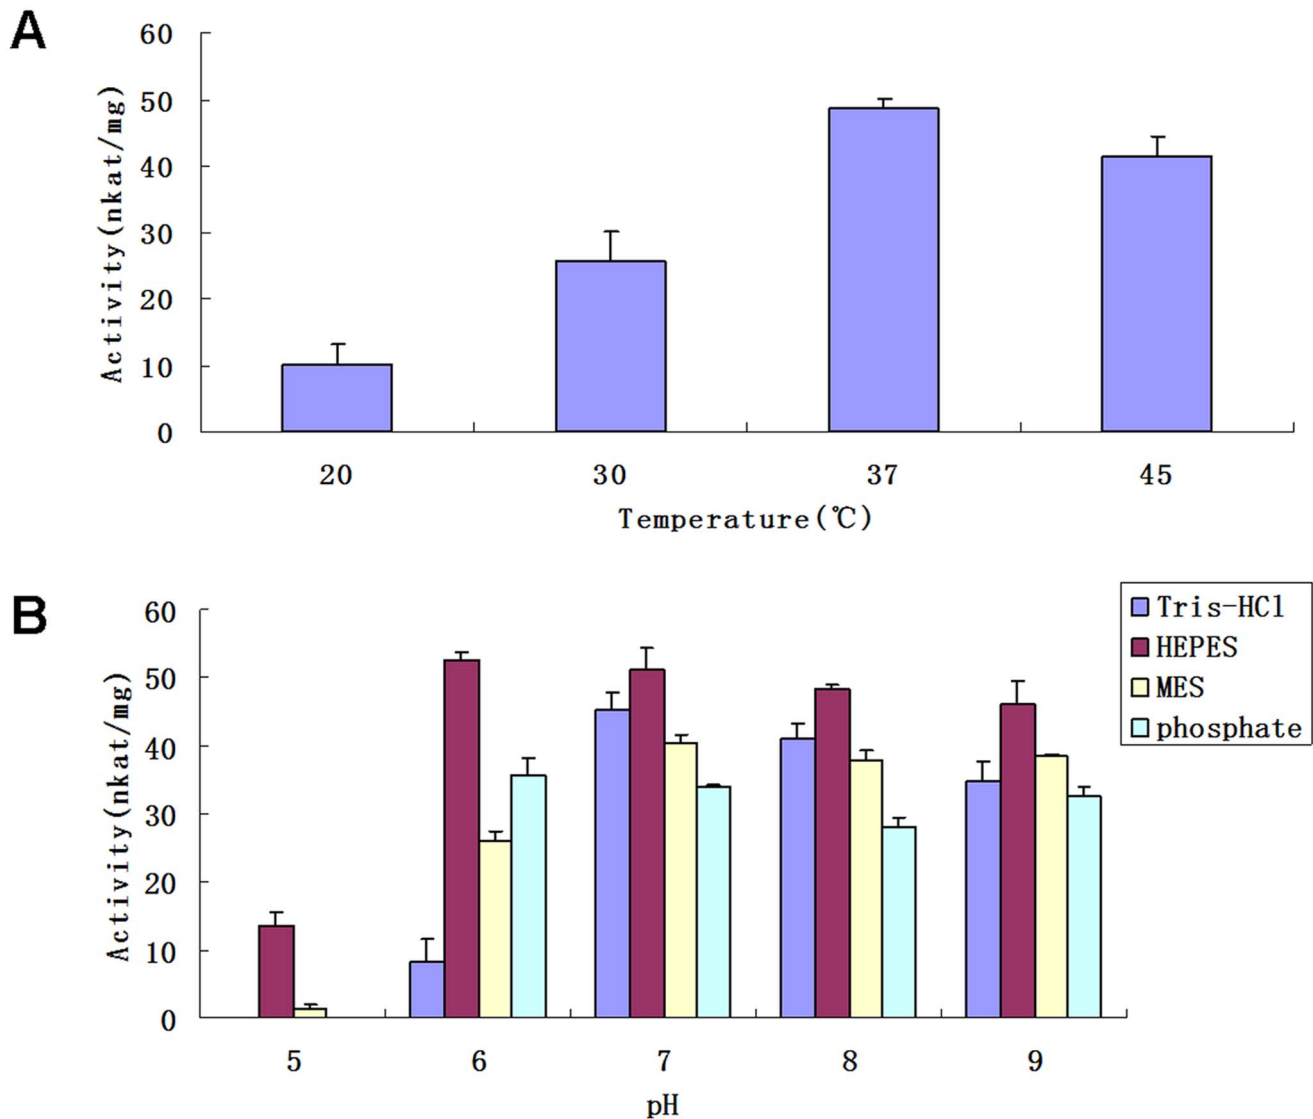 A
60
50
40
30
20
10
0
Activity(nkat/mg)
20 30 37 45
Temperature(℃)
B
60
50
40
30
20
10
0
Activity(nkat/mg)
Tris-HCl
HEPES
MES
phosphate
5 6 7 8 9
pH